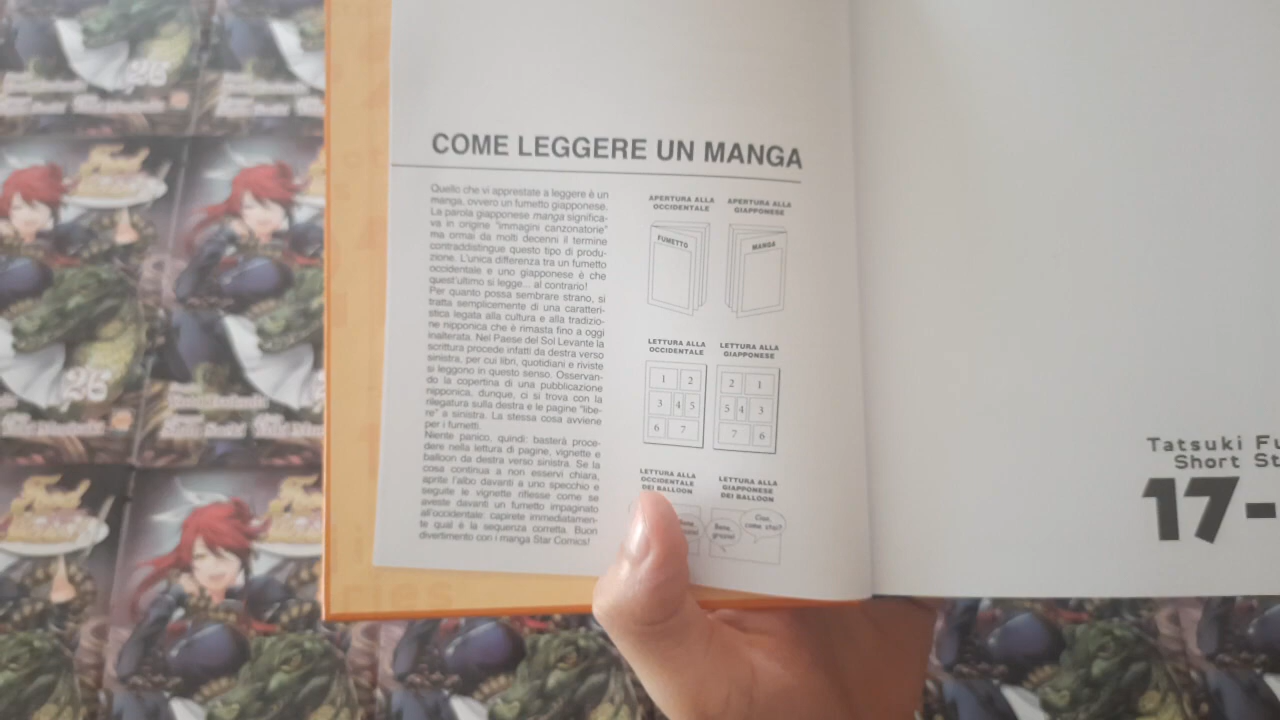 COME LEGGERE UN MANGA
Quello che vi apprestate a leggere è un
manga, ovvero un fumetto giapponese.
La parola giapponese manga significa-
va in origine "immagini canzonatorie"
ma ormai da molti decenni il termine
contraddistingue questo tipo di produ-
zione. L'unica differenza tra un fumetto
occidentale e uno giapponese è che
quest'ultimo si legge... al contrario!
Per quanto possa sembrare strano, si
tratta semplicemente di una caratteri-
stica legata alla cultura e alla tradizio-
ne nipponica che è rimasta fino a oggi
inalterata. Nel Paese del Sol Levante la
scrittura procede infatti da destra verso
sinistra, per cui libri, quotidiani e riviste
si leggono in questo senso. Osservan-
do la copertina di una pubblicazione
nipponica, dunque, ci si trova con la
rilegatura sulla destra e le pagine "libe-
re" a sinistra. La stessa cosa avviene
per i fumetti.
Niente panico, quindi: basterà proce-
dere nella lettura di pagine, vignette e
balloon da destra verso sinistra. Se la
cosa continua a non esservi chiara,
aprite l'albo davanti a uno specchio e
seguite le vignette riflesse come se
aveste davanti un fumetto impaginato
all'occidentale: capirete immediatamen-
te qual è la sequenza corretta. Buon
divertimento con i manga Star Comics!
APERTURA ALLA
OCCIDENTALE
APERTURA ALLA
GIAPPONESE
FUMETTO
MANGA
LETTURA ALLA
OCCIDENTALE
LETTURA ALLA
GIAPPONESE
1 2
3 4 5
6 7
2 1
5 4 3
7 6
LETTURA ALLA
OCCIDENTALE
DEI BALLOON
LETTURA ALLA
GIAPPONESE
DEI BALLOON
Bene,
grazie!
Ciao,
come stai?
Tatsuki Fu
Short St
17-
ries
26
26